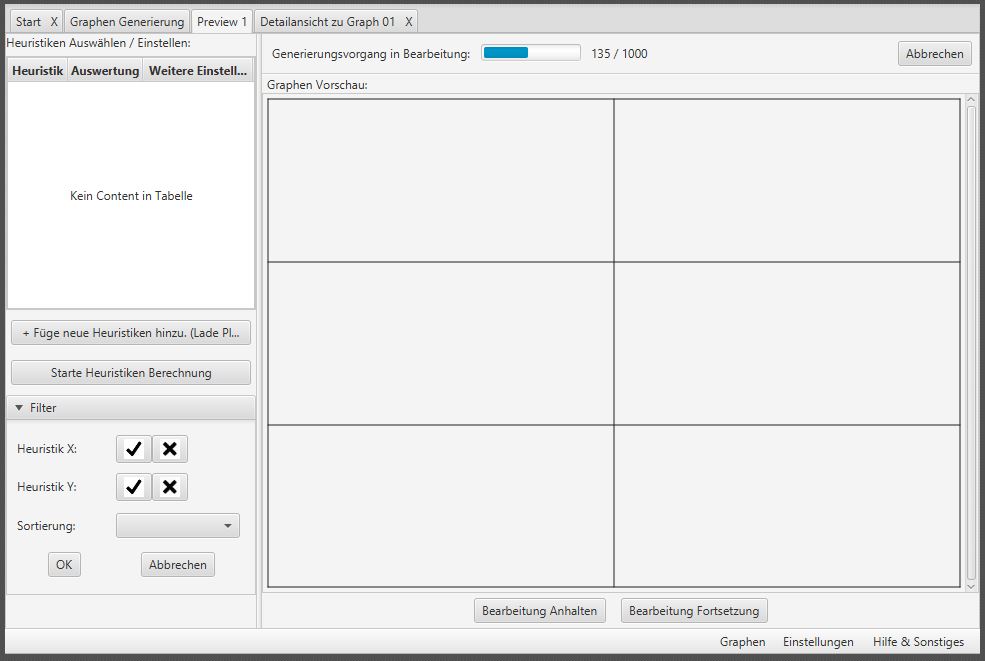 Start X Graphen Generierung Preview 1 Detailansicht zu Graph 01 X
Heuristiken Auswählen / Einstellen:
Heuristik Auswertung Weitere Einstell...
Kein Content in Tabelle
+ Füge neue Heuristiken hinzu. (Lade Pl...
Starte Heuristiken Berechnung
Filter
Heuristik X:
Heuristik Y:
Sortierung:
OK Abbrechen
Generierungsvorgang in Bearbeitung: 135 / 1000 Abbrechen
Graphen Vorschau:
Bearbeitung Anhalten Bearbeitung Fortsetzung
Graphen Einstellungen Hilfe & Sonstiges